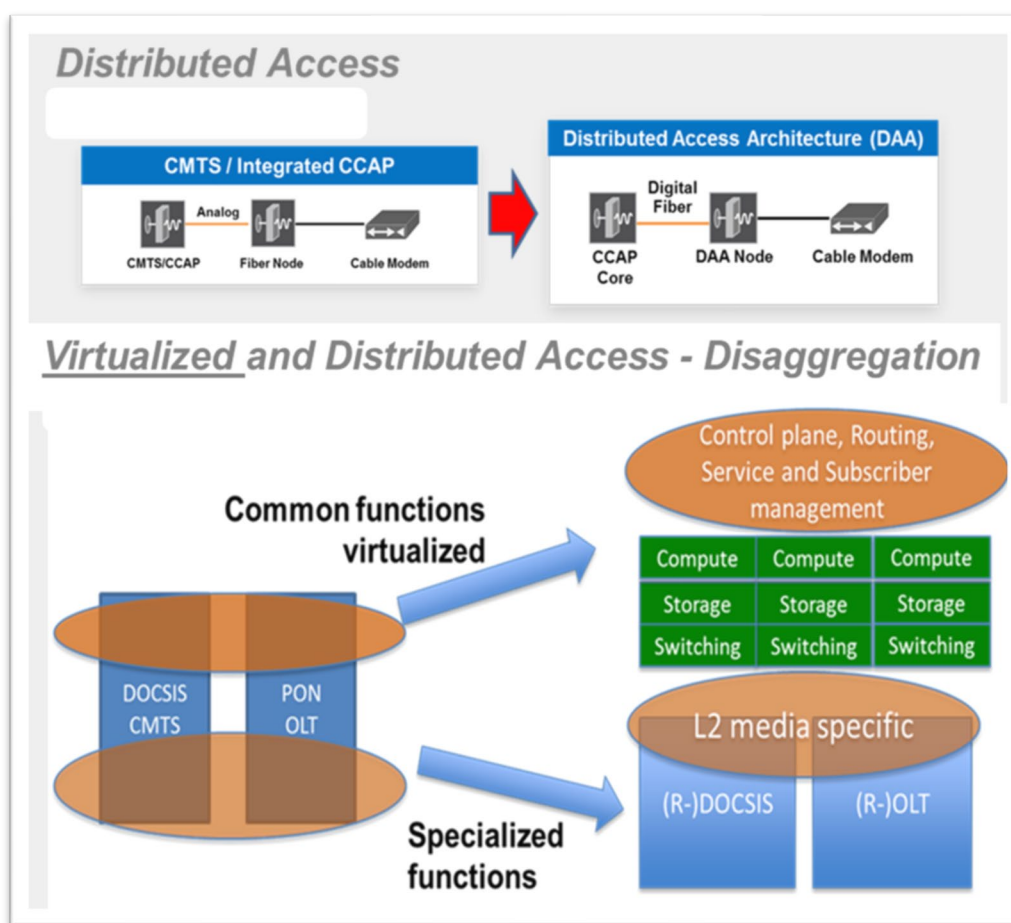 Distributed Access
CMTS / Integrated CCAP
Analog
CMTS/CCAP
Fiber Node
Cable Modem
Distributed Access Architecture (DAA)
Digital
Fiber
CCAP
Core
DAA Node
Cable Modem
Virtualized and Distributed Access - Disaggregation
Common functions
virtualized
Control plane, Routing,
Service and Subscriber
management
Compute Compute Compute
Storage Storage Storage
Switching Switching Switching
DOCSIS
CMTS
PON
OLT
Specialized
functions
L2 media specific
(R-)DOCSIS
(R-)OLT